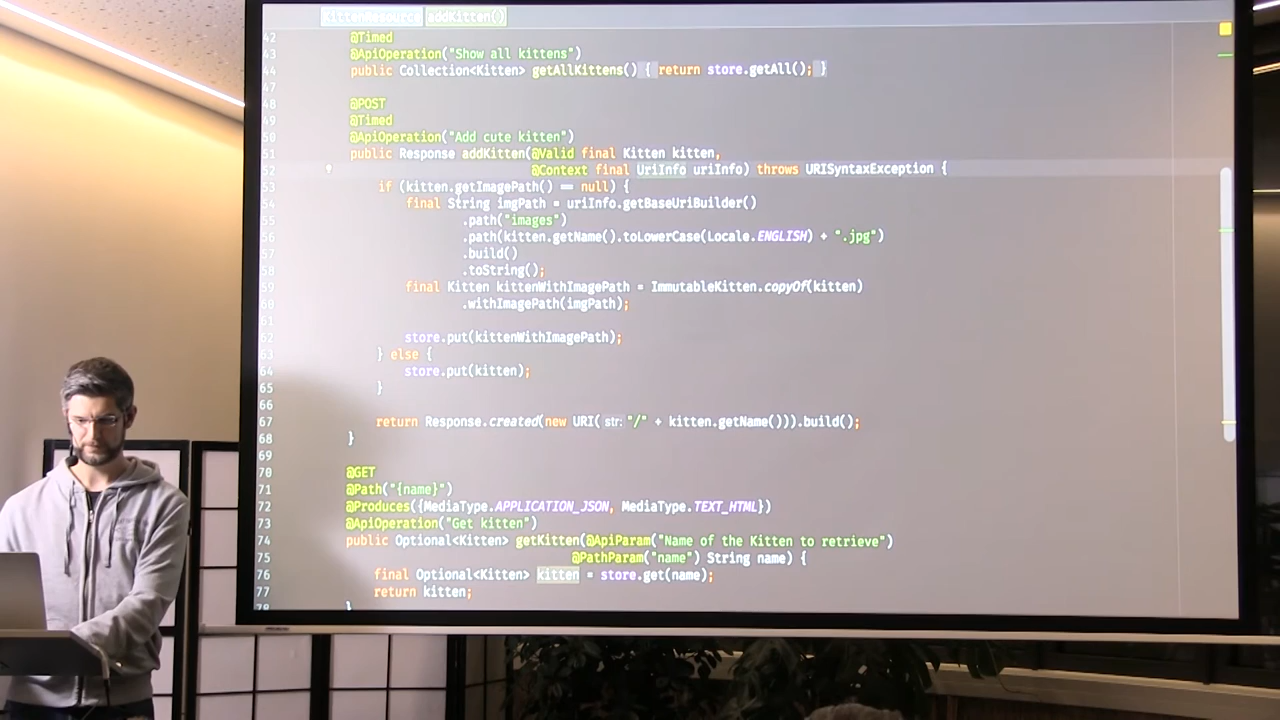 KittenResource addKitten()
42 @Timed
43 @ApiOperation("Show all kittens")
44 public Collection<Kitten> getAllKittens() { return store.getAll(); }
47
48 @POST
49 @Timed
50 @ApiOperation("Add cute kitten")
51 public Response addKitten(@Valid final Kitten kitten,
52 @Context final UriInfo uriInfo) throws URISyntaxException {
53 if (kitten.getImagePath() == null) {
54 final String imgPath = uriInfo.getBaseUriBuilder()
55 .path("images")
56 .path(kitten.getName().toLowerCase(Locale.ENGLISH) + ".jpg")
57 .build()
58 .toString();
59 final Kitten kittenWithImagePath = ImmutableKitten.copyOf(kitten)
60 .withImagePath(imgPath);
61
62 store.put(kittenWithImagePath);
63 } else {
64 store.put(kitten);
65 }
66
67 return Response.created(new URI( str: "/" + kitten.getName())).build();
68 }
69
70 @GET
71 @Path("{name}")
72 @Produces({MediaType.APPLICATION_JSON, MediaType.TEXT_HTML})
73 @ApiOperation("Get kitten")
74 public Optional<Kitten> getKitten(@ApiParam("Name of the Kitten to retrieve")
75 @PathParam("name") String name) {
76 final Optional<Kitten> kitten = store.get(name);
77 return kitten;
78 }